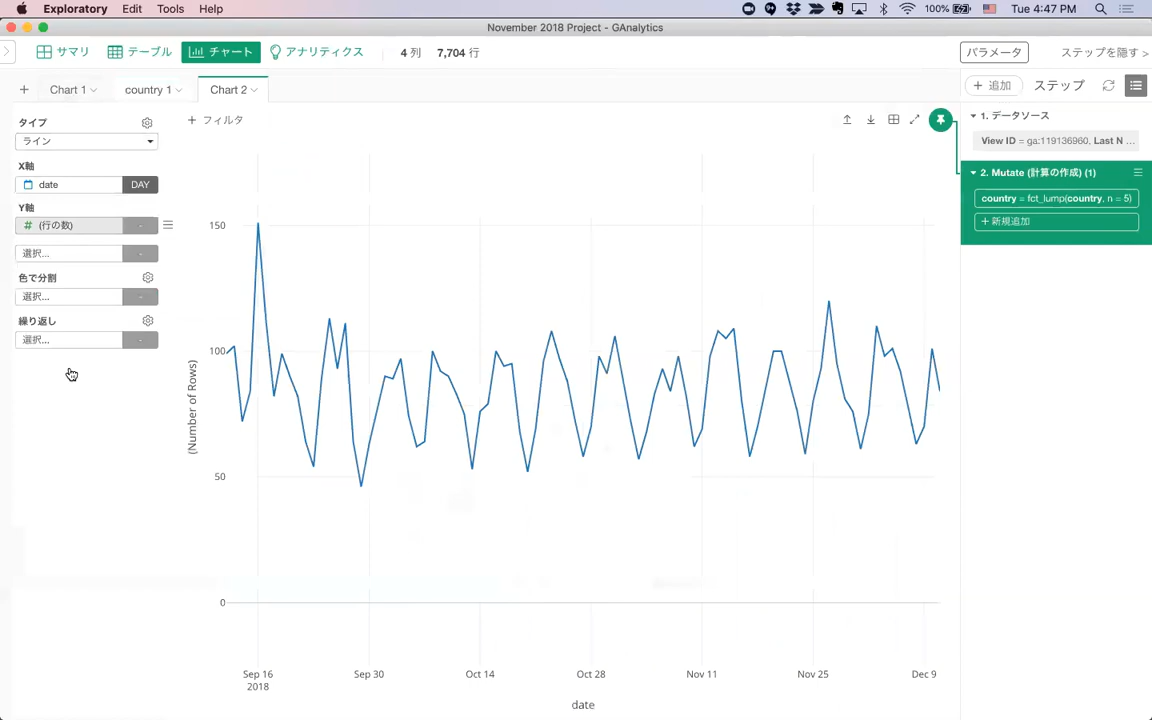 Exploratory Edit Tools Help 100% Tue 4:47 PM
November 2018 Project - GAnalytics
サマリ テーブル チャート アナリティクス 4 列 7,704 行 パラメータ ステップを隠す >
+ Chart 1 country 1 Chart 2 + 追加 ステップ
タイプ
ライン
+ フィルタ
X軸
date DAY
Y軸
# (行の数) -
選択... -
色で分割
選択... -
繰り返し
選択... -
(Number of Rows)
150
100
50
0
Sep 16 Sep 30 Oct 14 Oct 28 Nov 11 Nov 25 Dec 9
2018
date
1. データソース
View ID = ga:119136960, Last N ...
2. Mutate (計算の作成) (1)
country = fct_lump(country, n = 5)
+ 新規追加